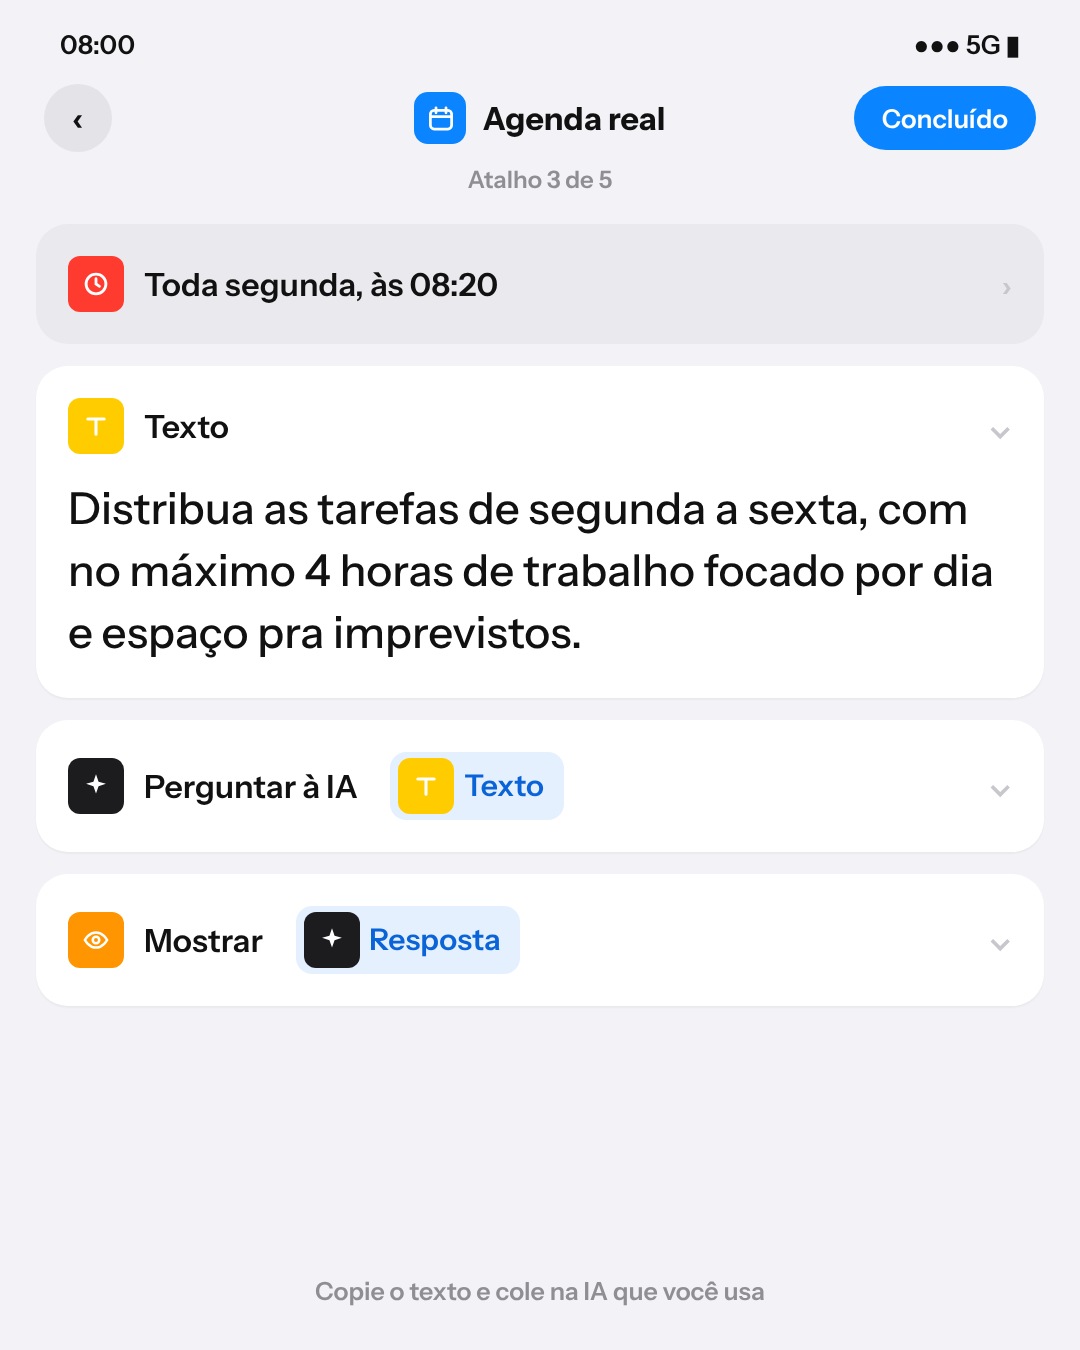 08:00
5G
Agenda real
Concluído
Atalho 3 de 5
Toda segunda, às 08:20
Texto
Distribua as tarefas de segunda a sexta, com
no máximo 4 horas de trabalho focado por dia
e espaço pra imprevistos.
Perguntar à IA Texto
Mostrar Resposta
Copie o texto e cole na IA que você usa